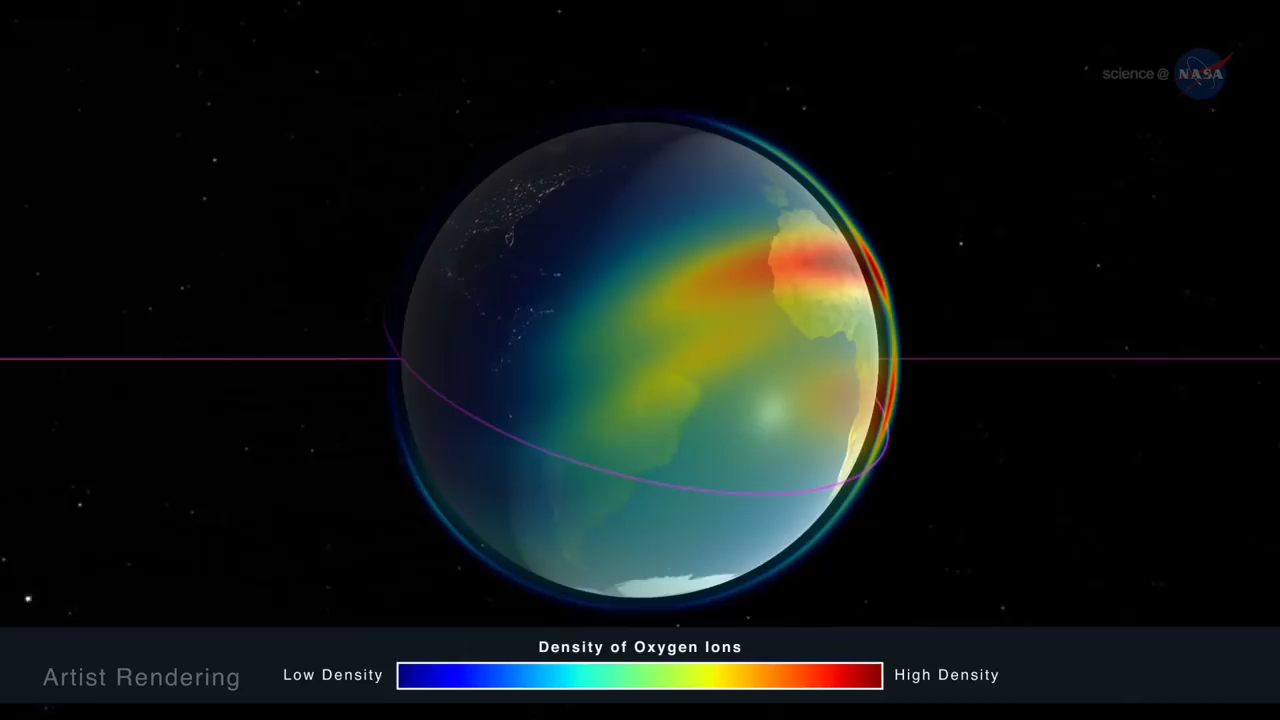 science@ NASA
Density of Oxygen Ions
Artist Rendering
Low Density
High Density